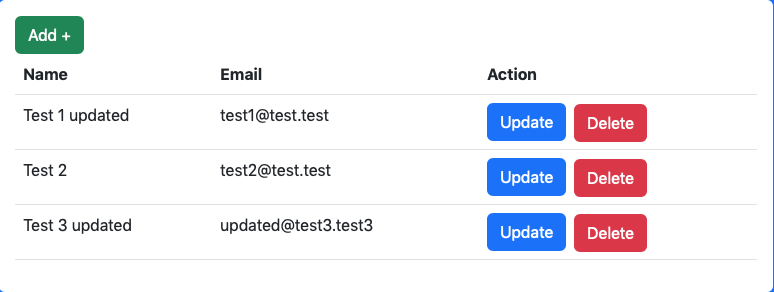 Add +
Name Email Action
Test 1 updated test1@test.test Update Delete
Test 2 test2@test.test Update Delete
Test 3 updated updated@test3.test3 Update Delete